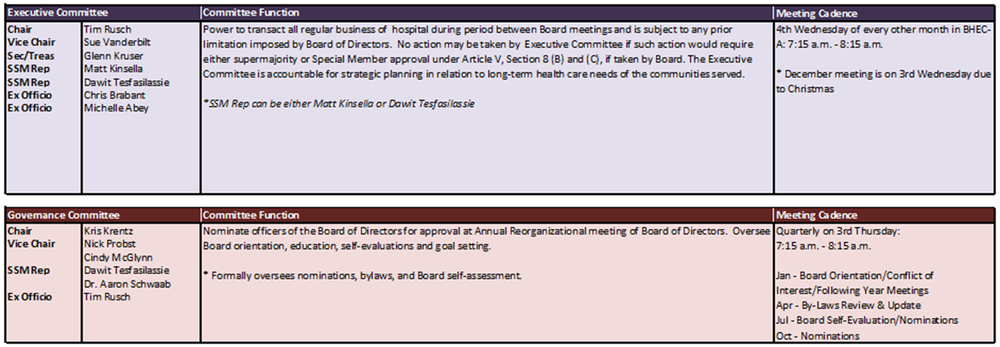 Executive Committee Committee Function Meeting Cadence
Chair Tim Rusch
Vice Chair Sue Vanderbilt
Sec/Treas Glenn Kruser
SSM Rep Matt Kinsella
SSM Rep Dawit Tesfasilassie
Ex Officio Chris Brabant
Ex Officio Michelle Abey
Power to transact all regular business of hospital during period between Board meetings and is subject to any prior
limitation imposed by Board of Directors. No action may be taken by Executive Committee if such action would require
either supermajority or Special Member approval under Article V, Section 8 (B) and (C), if taken by Board. The Executive
Committee is accountable for strategic planning in relation to long-term health care needs of the communities served.
*SSM Rep can be either Matt Kinsella or Dawit Tesfasilassie
4th Wednesday of every other month in BHEC-
A: 7:15 a.m. - 8:15 a.m.
* December meeting is on 3rd Wednesday due
to Christmas
Governance Committee Committee Function Meeting Cadence
Chair Kris Krentz
Vice Chair Nick Probst
Cindy McGlynn
SSM Rep Dawit Tesfasilassie
Dr. Aaron Schwaab
Ex Officio Tim Rusch
Nominate officers of the Board of Directors for approval at Annual Reorganizational meeting of Board of Directors. Oversee
Board orientation, education, self-evaluations and goal setting.
* Formally oversees nominations, bylaws, and Board self-assessment.
Quarterly on 3rd Thursday:
7:15 a.m. - 8:15 a.m.
Jan - Board Orientation/Conflict of
Interest/Following Year Meetings
Apr - By-Laws Review & Update
Jul - Board Self-Evaluation/Nominations
Oct - Nominations